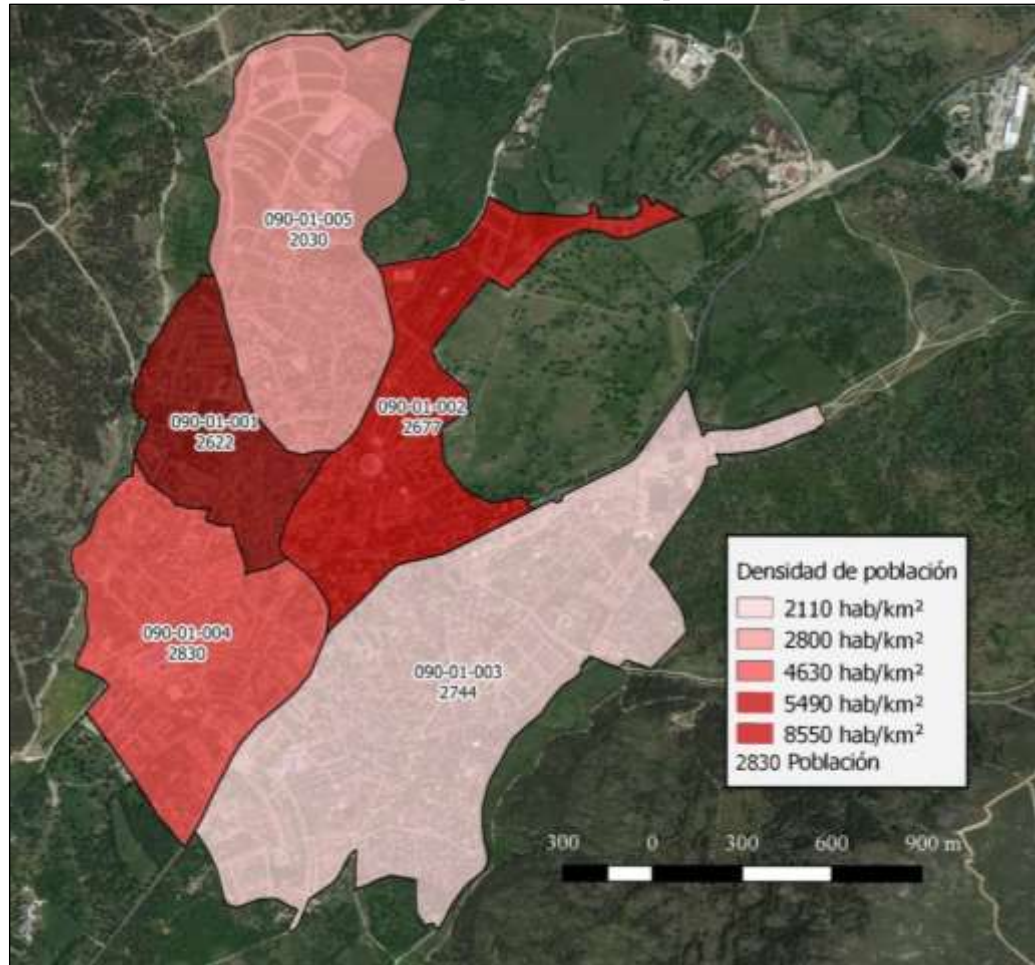 090-01-005
2030
090-01-002
2677
090-01-001
2622
090-01-004
2830
090-01-003
2744
Densidad de población
2110 hab/km²
2800 hab/km²
4630 hab/km²
5490 hab/km²
8550 hab/km²
2830 Población
300 0 300 600 900 m